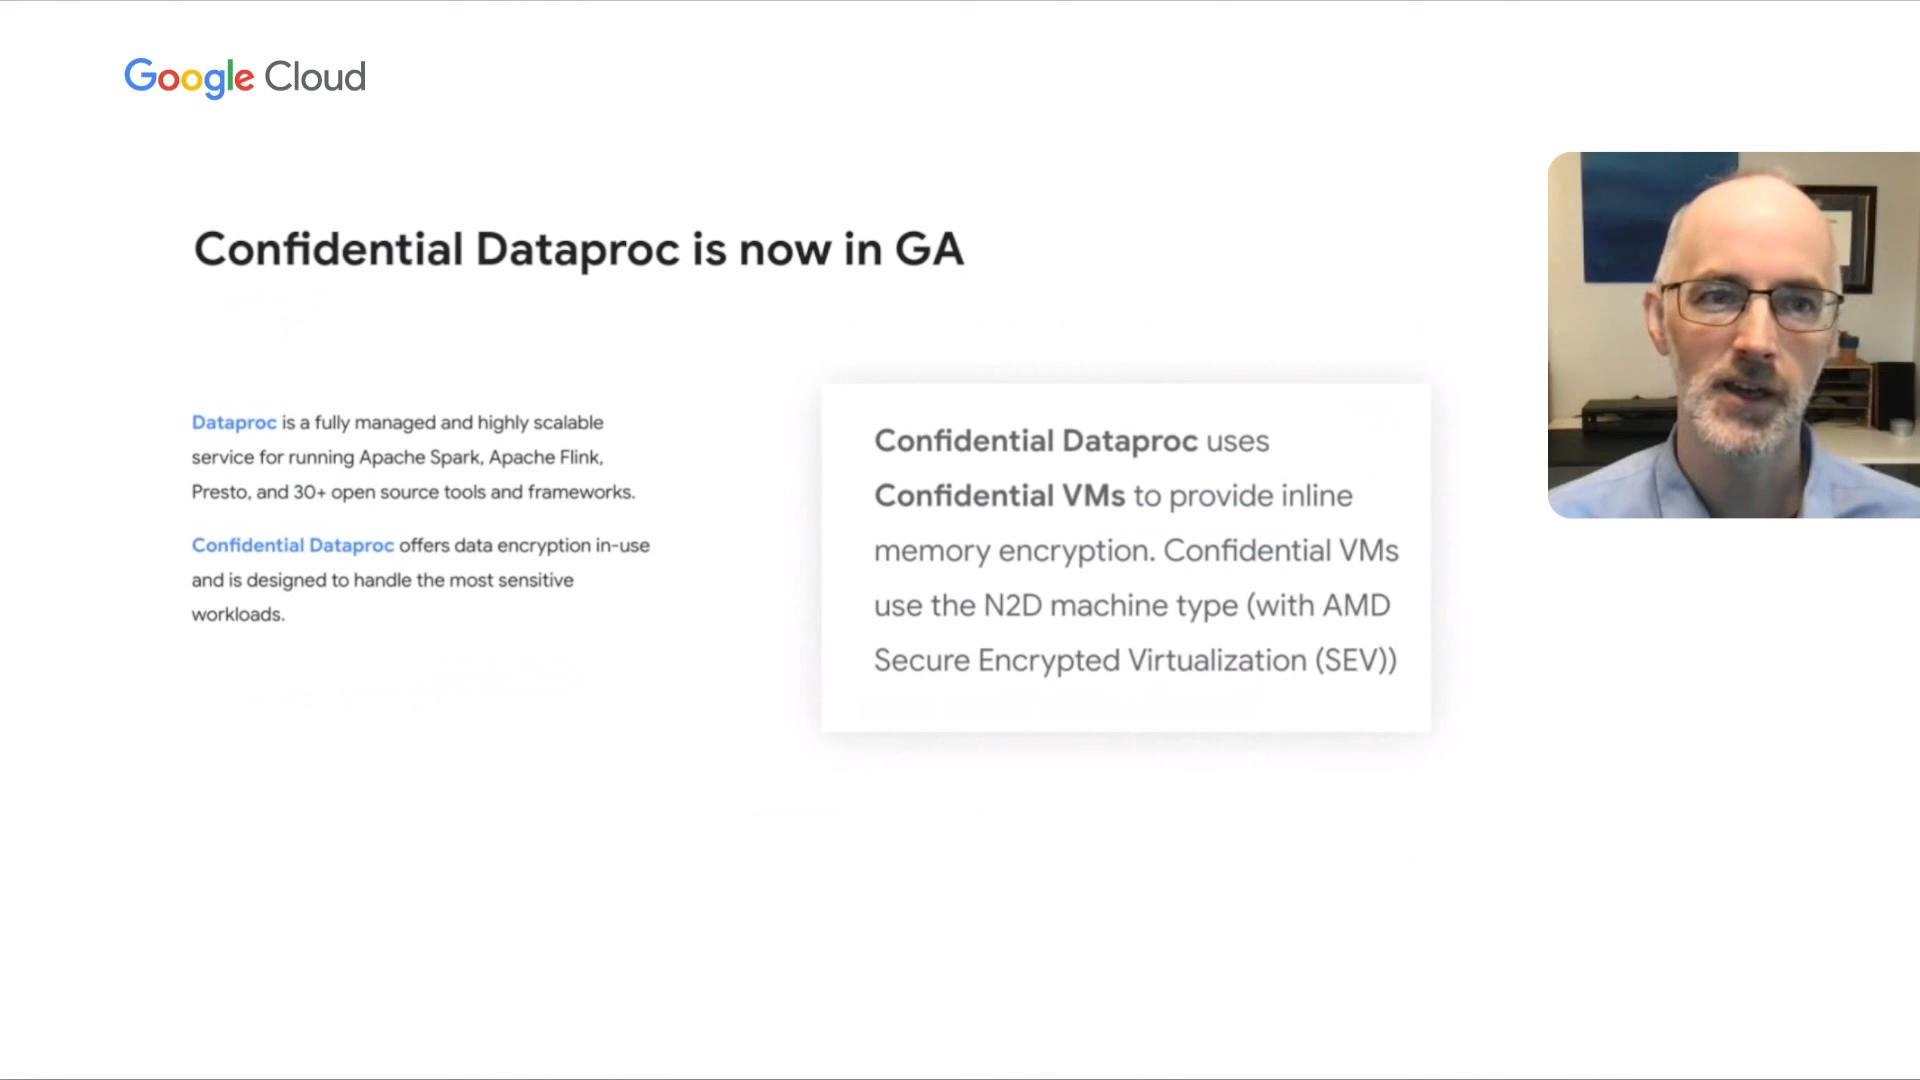 Google Cloud
Confidential Dataproc is now in GA
Dataproc is a fully managed and highly scalable
service for running Apache Spark, Apache Flink,
Presto, and 30+ open source tools and frameworks.
Confidential Dataproc offers data encryption in-use
and is designed to handle the most sensitive
workloads.
Confidential Dataproc uses
Confidential VMs to provide inline
memory encryption. Confidential VMs
use the N2D machine type (with AMD
Secure Encrypted Virtualization (SEV))